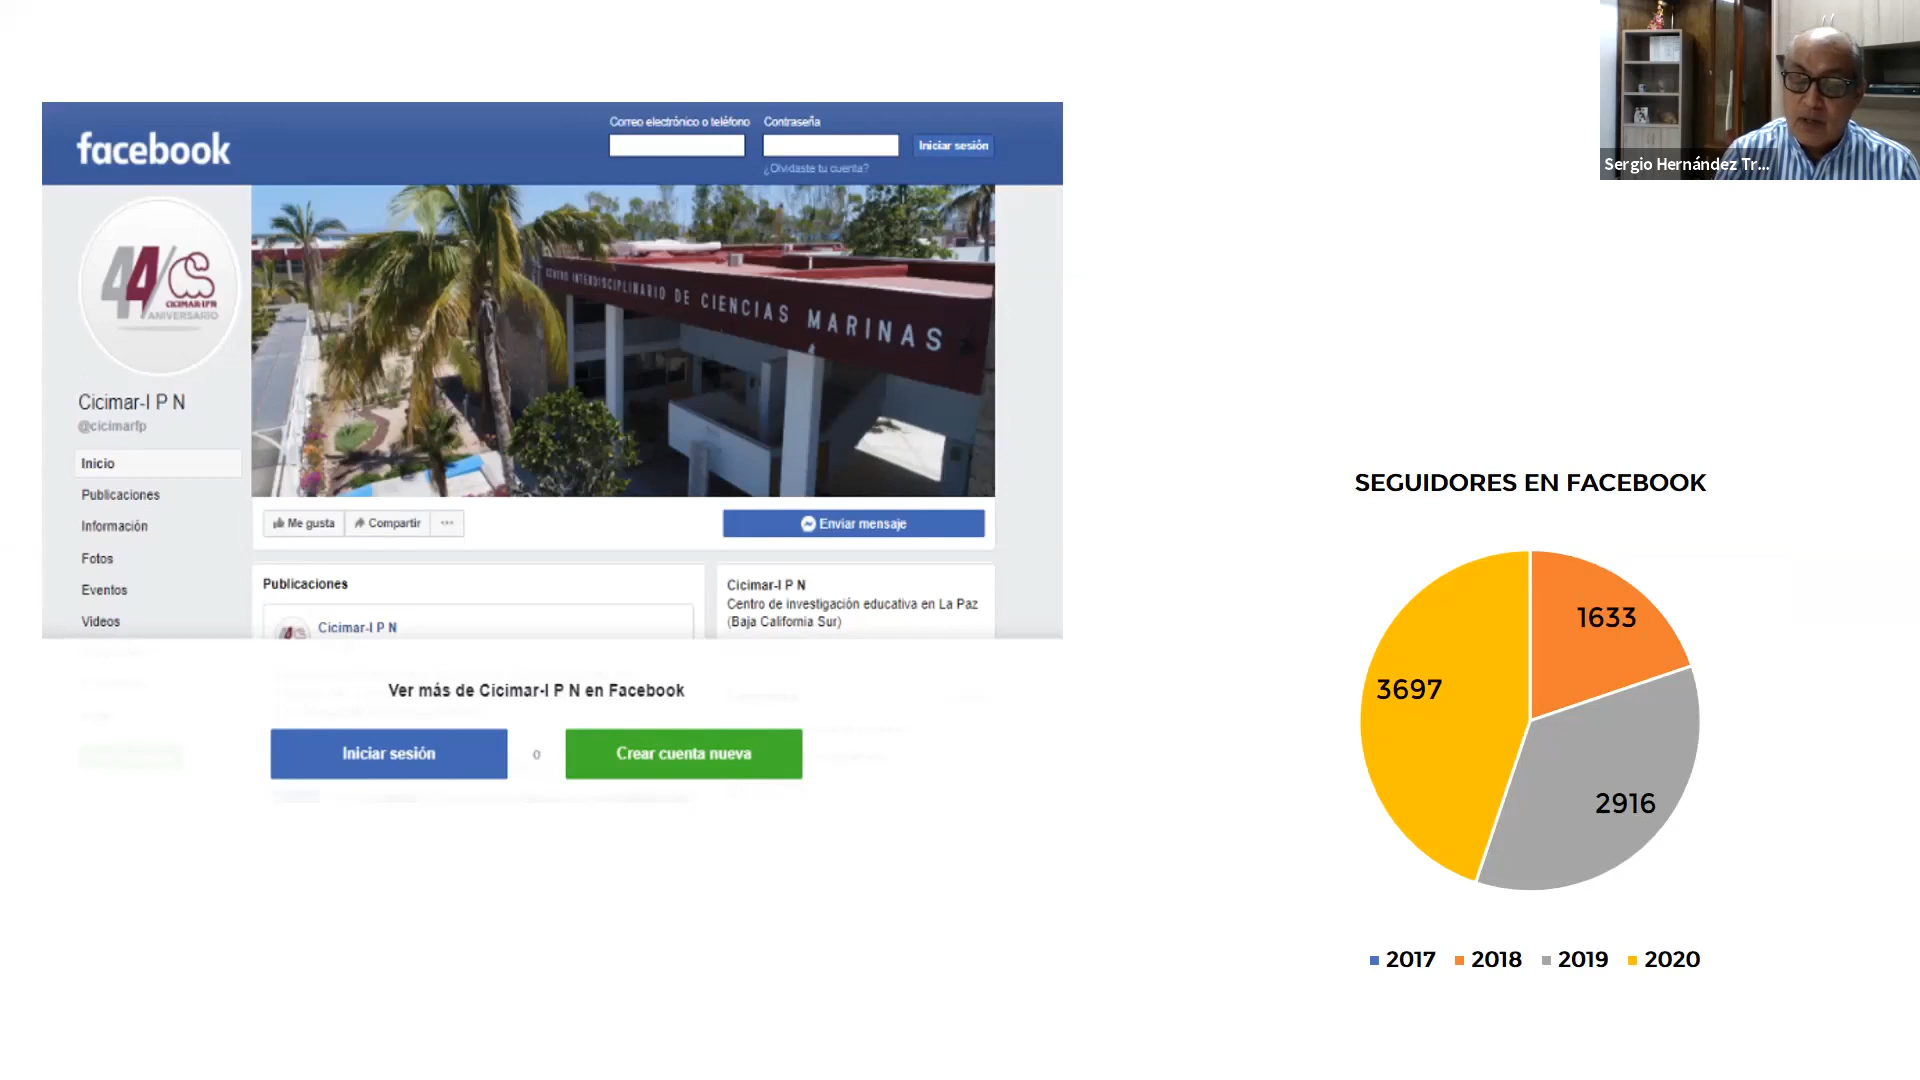 facebook
Correo electrónico o teléfono
Contraseña
Iniciar sesión
¿Olvidaste tu cuenta?
Sergio Hernández Tr...
44
CICIMAR-IPN
ANIVERSARIO
CENTRO INTERDISCIPLINARIO DE CIENCIAS MARINAS
Cicimar-I P N
@cicimarfp
Inicio
Publicaciones
Información
Fotos
Eventos
Videos
Me gusta
Compartir
...
Enviar mensaje
Publicaciones
Cicimar-I P N
Cicimar-I P N
Centro de investigación educativa en La Paz
(Baja California Sur)
Ver más de Cicimar-I P N en Facebook
Iniciar sesión
o
Crear cuenta nueva
SEGUIDORES EN FACEBOOK
1633
3697
2916
2017 2018 2019 2020